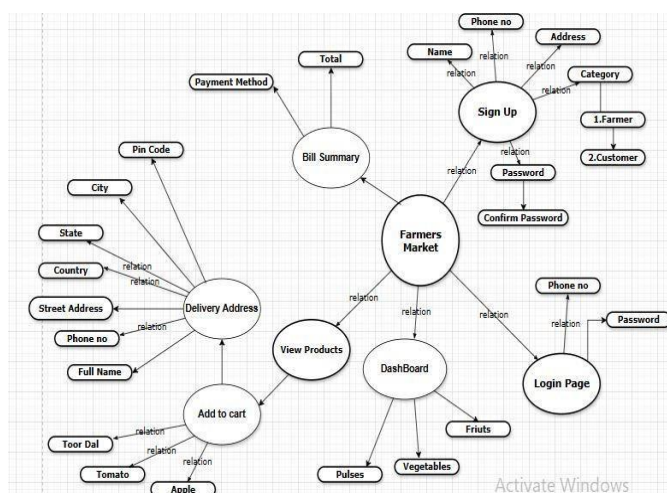 Phone no
Address
Name
relation
relation
relation
Category
relation
Sign Up
1.Farmer
2.Customer
relation
Password
Confirm Password
relation
Total
Payment Method
Bill Summary
Pin Code
City
State
relation
Country
relation
Street Address
Delivery Address
Phone no
relation
Full Name
Farmers
Market
relation
relation
relation
View Products
DashBoard
Phone no
relation
Password
Login Page
Add to cart
Toor Dal
relation
Tomato
relation
Apple
relation
Friuts
Vegetables
Pulses
Activate Windows